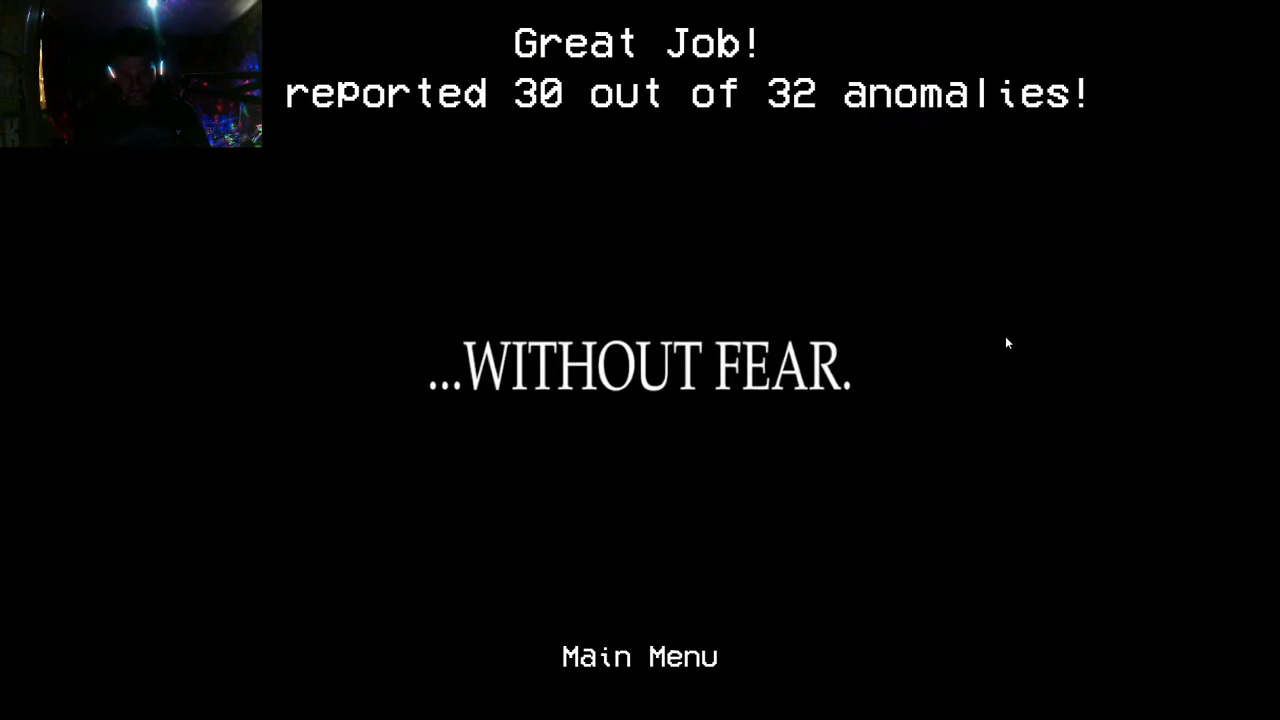 Great Job!
reported 30 out of 32 anomalies!
...WITHOUT FEAR.
Main Menu